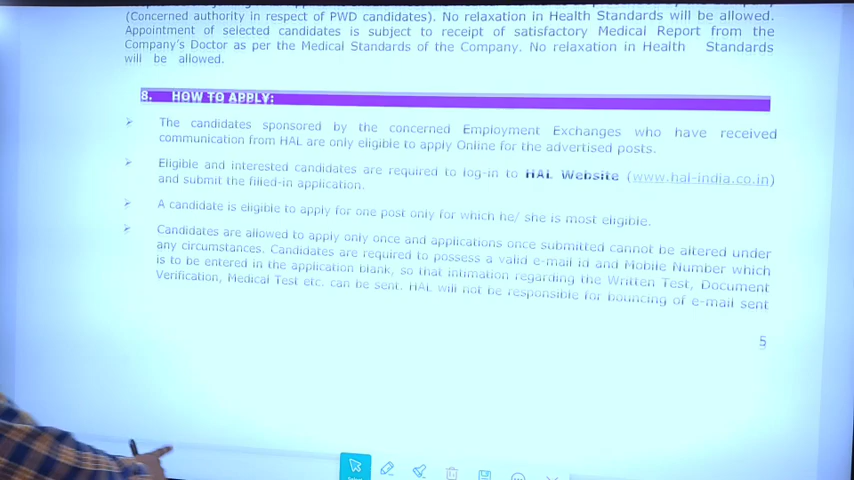 (Concerned authority in respect of PWD candidates). No relaxation in Health Standards will be allowed.
Appointment of selected candidates is subject to receipt of satisfactory Medical Report from the
Company's Doctor as per the Medical Standards of the Company. No relaxation in Health Standards
will be allowed.
8. HOW TO APPLY:
➢ The candidates sponsored by the concerned Employment Exchanges who have received
communication from HAL are only eligible to apply Online for the advertised posts.
➢ Eligible and interested candidates are required to log-in to HAL Website (www.hal-india.co.in)
and submit the filled-in application.
➢ A candidate is eligible to apply for one post only for which he/ she is most eligible.
➢ Candidates are allowed to apply only once and applications once submitted cannot be altered under
any circumstances. Candidates are required to possess a valid e-mail id and Mobile Number which
is to be entered in the application blank, so that intimation regarding the Written Test, Document
Verification, Medical Test etc. can be sent. HAL will not be responsible for bouncing of e-mail sent
5
Select